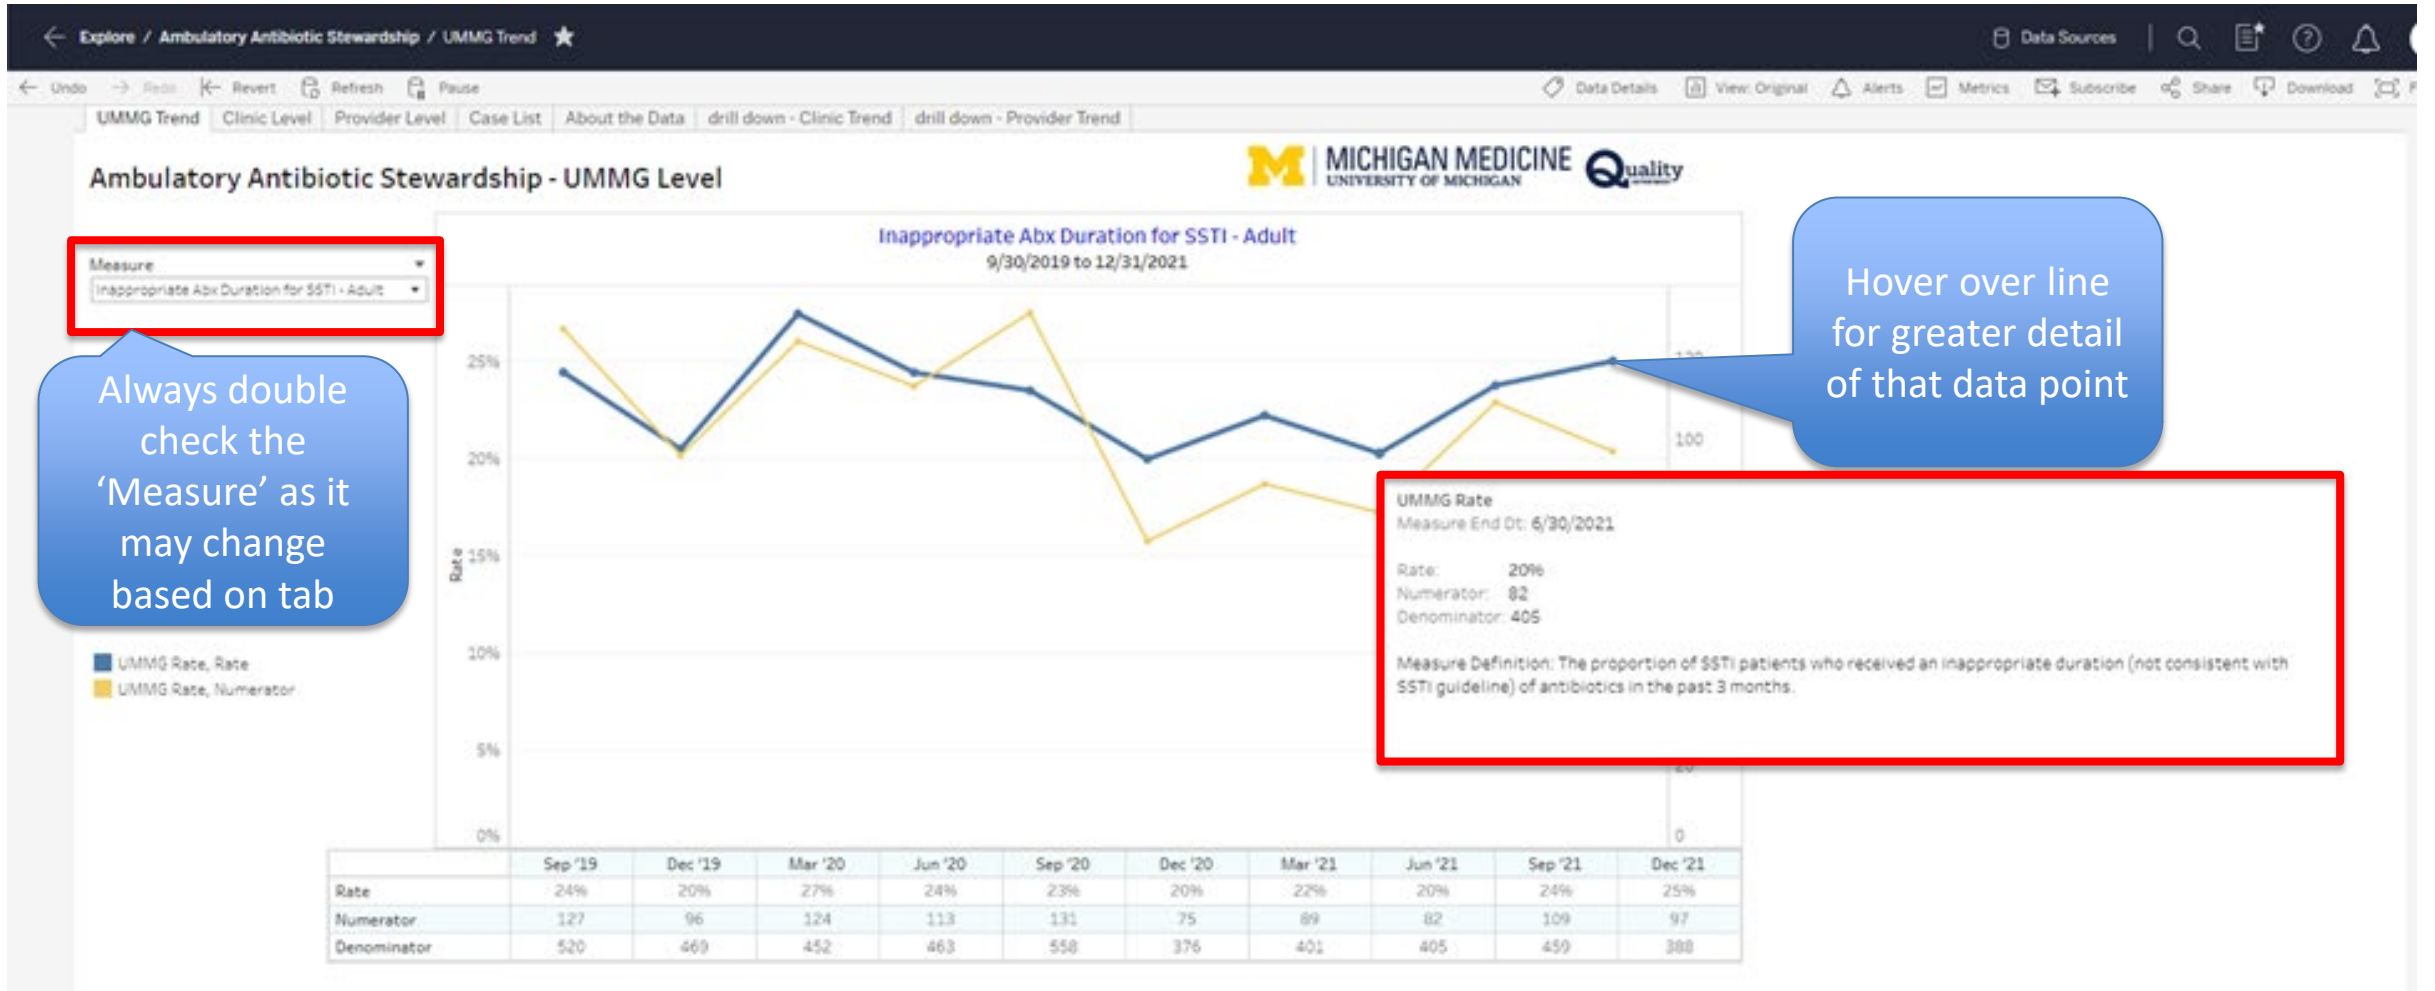 Explore / Ambulatory Antibiotic Stewardship / UMMG Trend
Data Sources
Undo Redo Revert Refresh Pause
Data Details View: Original Alerts Metrics Subscribe Share Download
UMMG Trend Clinic Level Provider Level Case List About the Data drill down - Clinic Trend drill down - Provider Trend
Ambulatory Antibiotic Stewardship - UMMG Level
M MICHIGAN MEDICINE
UNIVERSITY OF MICHIGAN
Quality
Inappropriate Abx Duration for SSTI - Adult
9/30/2019 to 12/31/2021
Measure
Inappropriate Abx Duration for SSTI - Adult
Always double
check the
‘Measure’ as it
may change
based on tab
Hover over line
for greater detail
of that data point
UMMG Rate, Rate
UMMG Rate, Numerator
Rate
25%
20%
15%
10%
5%
0%
120
100
20
0
UMMG Rate
Measure End Dt: 6/30/2021
Rate: 20%
Numerator: 82
Denominator: 405
Measure Definition: The proportion of SSTI patients who received an inappropriate duration (not consistent with
SSTI guideline) of antibiotics in the past 3 months.
Sep '19 Dec '19 Mar '20 Jun '20 Sep '20 Dec '20 Mar '21 Jun '21 Sep '21 Dec '21
Rate 24% 20% 27% 24% 23% 20% 22% 20% 24% 25%
Numerator 127 96 124 113 131 75 89 82 109 97
Denominator 520 469 452 463 558 376 401 405 459 388